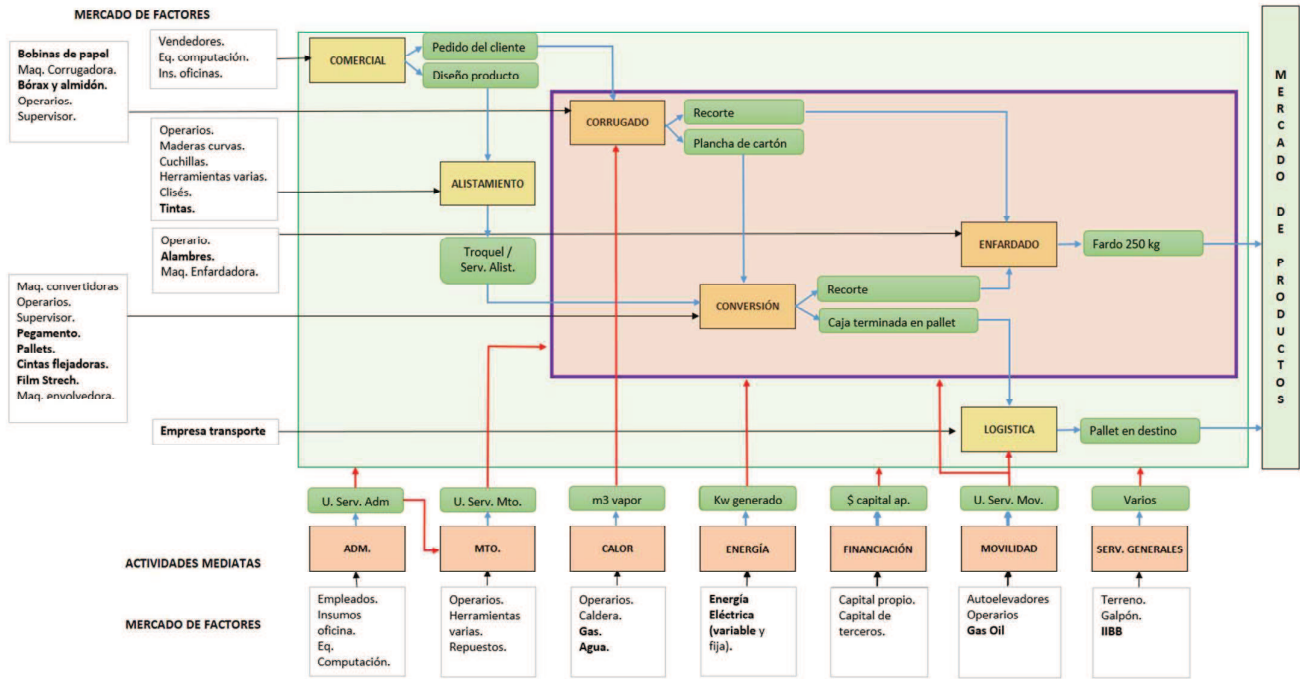 MERCADO DE FACTORES
Bobinas de papel
Maq. Corrugadora.
Bórax y almidón.
Operarios.
Supervisor.
Vendedores.
Eq. computación.
Ins. oficinas.
COMERCIAL
Pedido del cliente
Diseño producto
Operarios.
Maderas curvas.
Cuchillas.
Herramientas varias.
Clisés.
Tintas.
ALISTAMIENTO
CORRUGADO
Recorte
Plancha de cartón
Operario.
Alambres.
Maq. Enfardadora.
Troquel /
Serv. Alist.
ENFARDADO
Fardo 250 kg
Maq. convertidoras
Operarios.
Supervisor.
Pegamento.
Pallets.
Cintas flejadoras.
Film Strech.
Maq. envolvedora.
CONVERSIÓN
Recorte
Caja terminada en pallet
Empresa transporte
LOGISTICA
Pallet en destino
MERCADO DE PRODUCTOS
U. Serv. Adm
U. Serv. Mto.
m3 vapor
Kw generado
$ capital ap.
U. Serv. Mov.
Varios
ACTIVIDADES MEDIATAS
ADM.
MTO.
CALOR
ENERGÍA
FINANCIACIÓN
MOVILIDAD
SERV. GENERALES
MERCADO DE FACTORES
Empleados.
Insumos
oficina.
Eq.
Computación.
Operarios.
Herramientas
varias.
Repuestos.
Operarios.
Caldera.
Gas.
Agua.
Energía
Eléctrica
(variable y
fija).
Capital propio.
Capital de
terceros.
Autoelevadores
Operarios
Gas Oil
Terreno.
Galpón.
IIBB